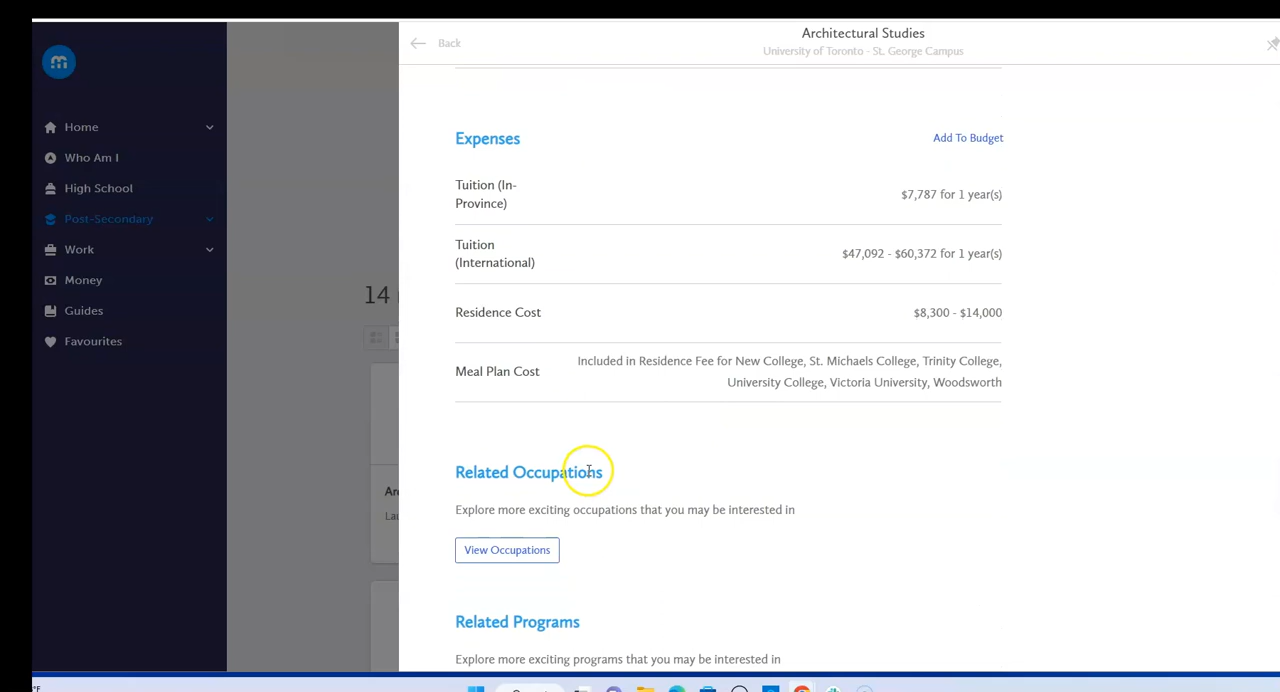 Architectural Studies
Back
University of Toronto - St. George Campus
Home
Who Am I
High School
Post-Secondary
Work
Money
Guides
Favourites
14
Expenses
Add To Budget
Tuition (In-
Province)
$7,787 for 1 year(s)
Tuition
(International)
$47,092 - $60,372 for 1 year(s)
Residence Cost
$8,300 - $14,000
Meal Plan Cost
Included in Residence Fee for New College, St. Michaels College, Trinity College,
University College, Victoria University, Woodsworth
Related Occupations
Explore more exciting occupations that you may be interested in
View Occupations
Related Programs
Explore more exciting programs that you may be interested in